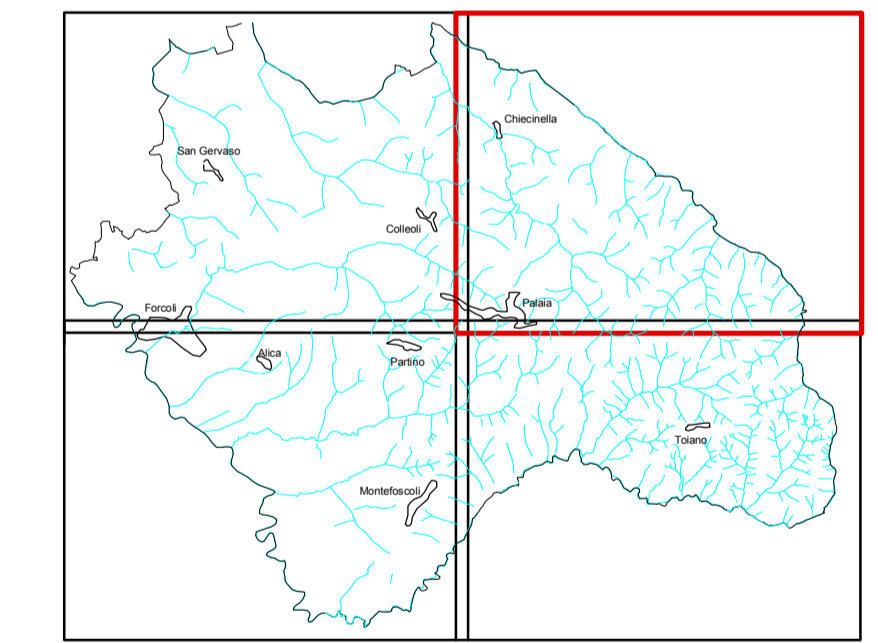 Chiecinella
San Gervaso
Colleoli
Palaia
Forcoli
Alica
Partino
Toiano
Montefoscoli